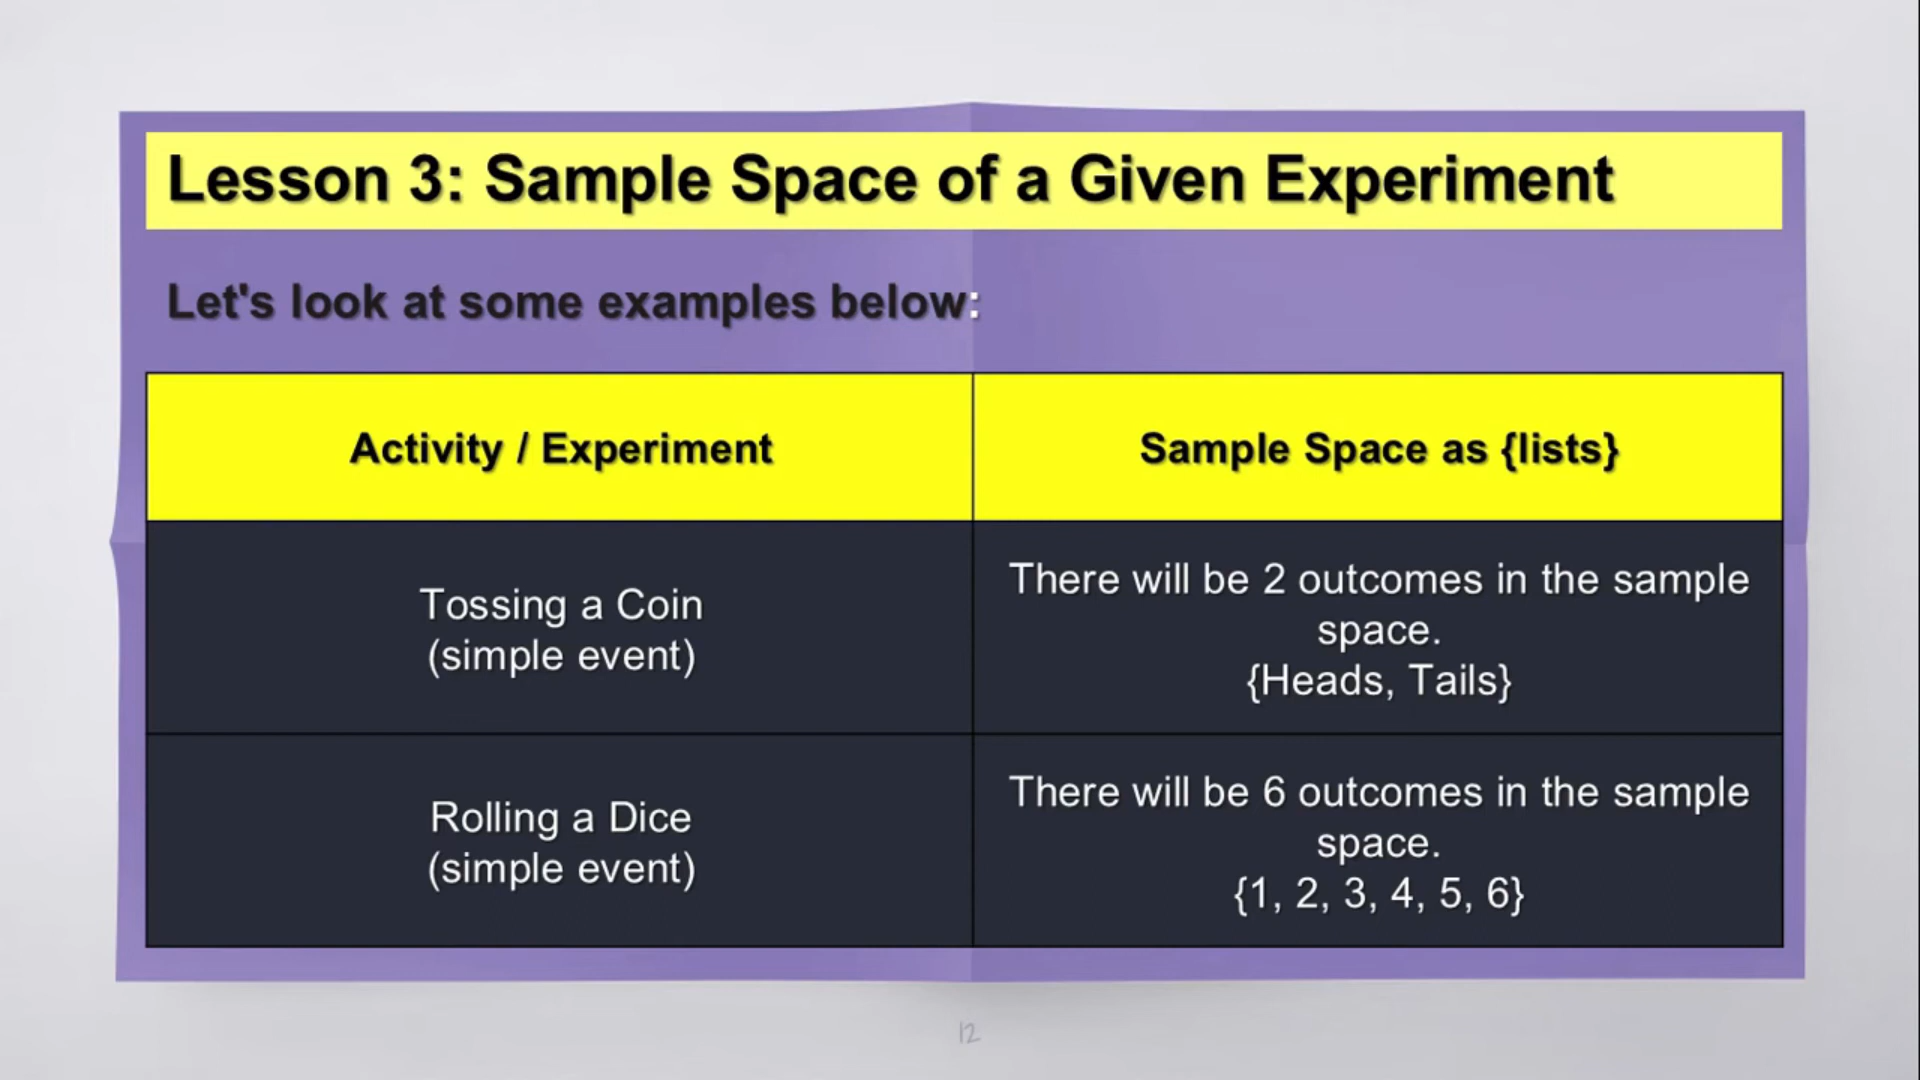 Lesson 3: Sample Space of a Given Experiment
Let's look at some examples below:
Activity / Experiment
Sample Space as {lists}
Tossing a Coin
(simple event)
There will be 2 outcomes in the sample
space.
{Heads, Tails}
Rolling a Dice
(simple event)
There will be 6 outcomes in the sample
space.
{1, 2, 3, 4, 5, 6}
12